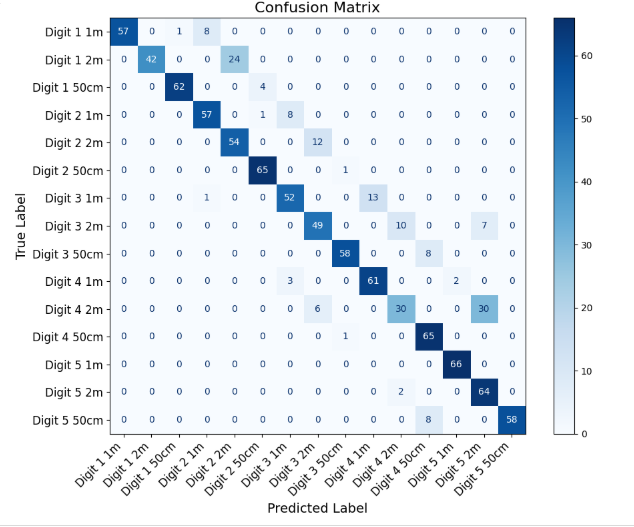 Confusion Matrix
True Label
Digit 1 1m 57 0 1 8 0 0 0 0 0 0 0 0 0 0 0
Digit 1 2m 0 42 0 0 24 0 0 0 0 0 0 0 0 0 0
Digit 1 50cm 0 0 62 0 0 4 0 0 0 0 0 0 0 0 0
Digit 2 1m 0 0 0 57 0 1 8 0 0 0 0 0 0 0 0
Digit 2 2m 0 0 0 0 54 0 0 12 0 0 0 0 0 0 0
Digit 2 50cm 0 0 0 0 0 65 0 0 1 0 0 0 0 0 0
Digit 3 1m 0 0 0 1 0 0 52 0 0 13 0 0 0 0 0
Digit 3 2m 0 0 0 0 0 0 0 49 0 0 10 0 0 7 0
Digit 3 50cm 0 0 0 0 0 0 0 0 58 0 0 8 0 0 0
Digit 4 1m 0 0 0 0 0 0 3 0 0 61 0 0 2 0 0
Digit 4 2m 0 0 0 0 0 0 0 6 0 0 30 0 0 30 0
Digit 4 50cm 0 0 0 0 0 0 0 0 1 0 0 65 0 0 0
Digit 5 1m 0 0 0 0 0 0 0 0 0 0 0 0 66 0 0
Digit 5 2m 0 0 0 0 0 0 0 0 0 0 2 0 0 64 0
Digit 5 50cm 0 0 0 0 0 0 0 0 0 0 0 8 0 0 58
Digit 1 1m
Digit 1 2m
Digit 1 50cm
Digit 2 1m
Digit 2 2m
Digit 2 50cm
Digit 3 1m
Digit 3 2m
Digit 3 50cm
Digit 4 1m
Digit 4 2m
Digit 4 50cm
Digit 5 1m
Digit 5 2m
Digit 5 50cm
Predicted Label
60
50
40
30
20
10
0